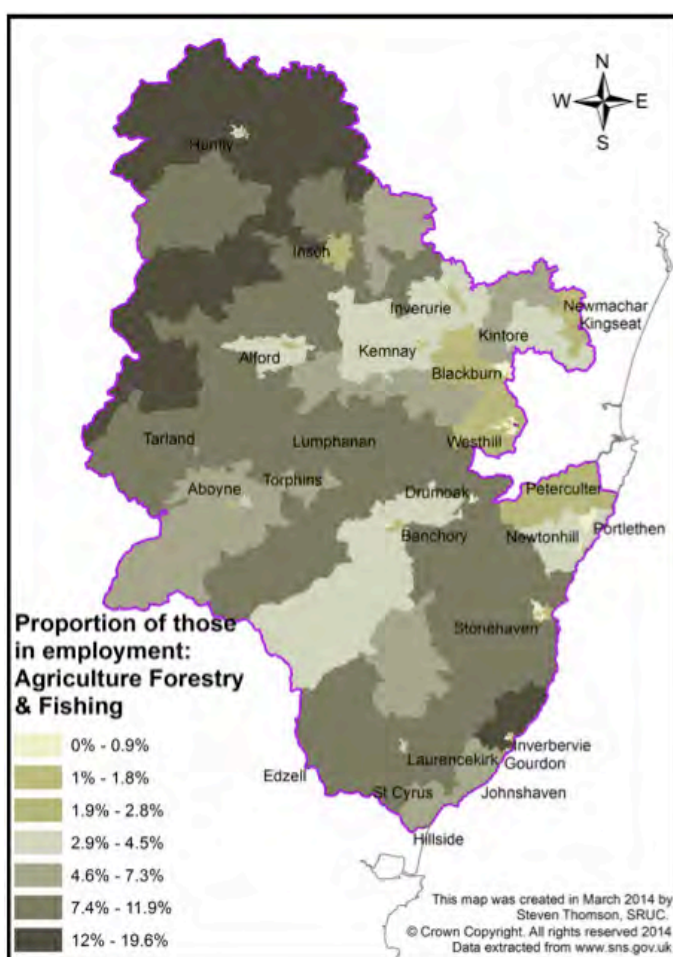 N
W E
S
Huntly
Insch
Inverurie
Newmachar
Kingseat
Kintore
Alford
Kemnay
Blackburn
Tarland
Lumphanan
Westhill
Aboyne
Torphins
Drumoak
Peterculter
Banchory
Newtonhill
Portlethen
Stonehaven
Proportion of those
in employment:
Agriculture Forestry
& Fishing
0% - 0.9%
1% - 1.8%
1.9% - 2.8%
2.9% - 4.5%
4.6% - 7.3%
7.4% - 11.9%
12% - 19.6%
Inverbervie
Laurencekirk
Gourdon
Edzell
St Cyrus
Johnshaven
Hillside
This map was created in March 2014 by
Steven Thomson, SRUC.
© Crown Copyright. All rights reserved 2014
Data extracted from www.sns.gov.uk